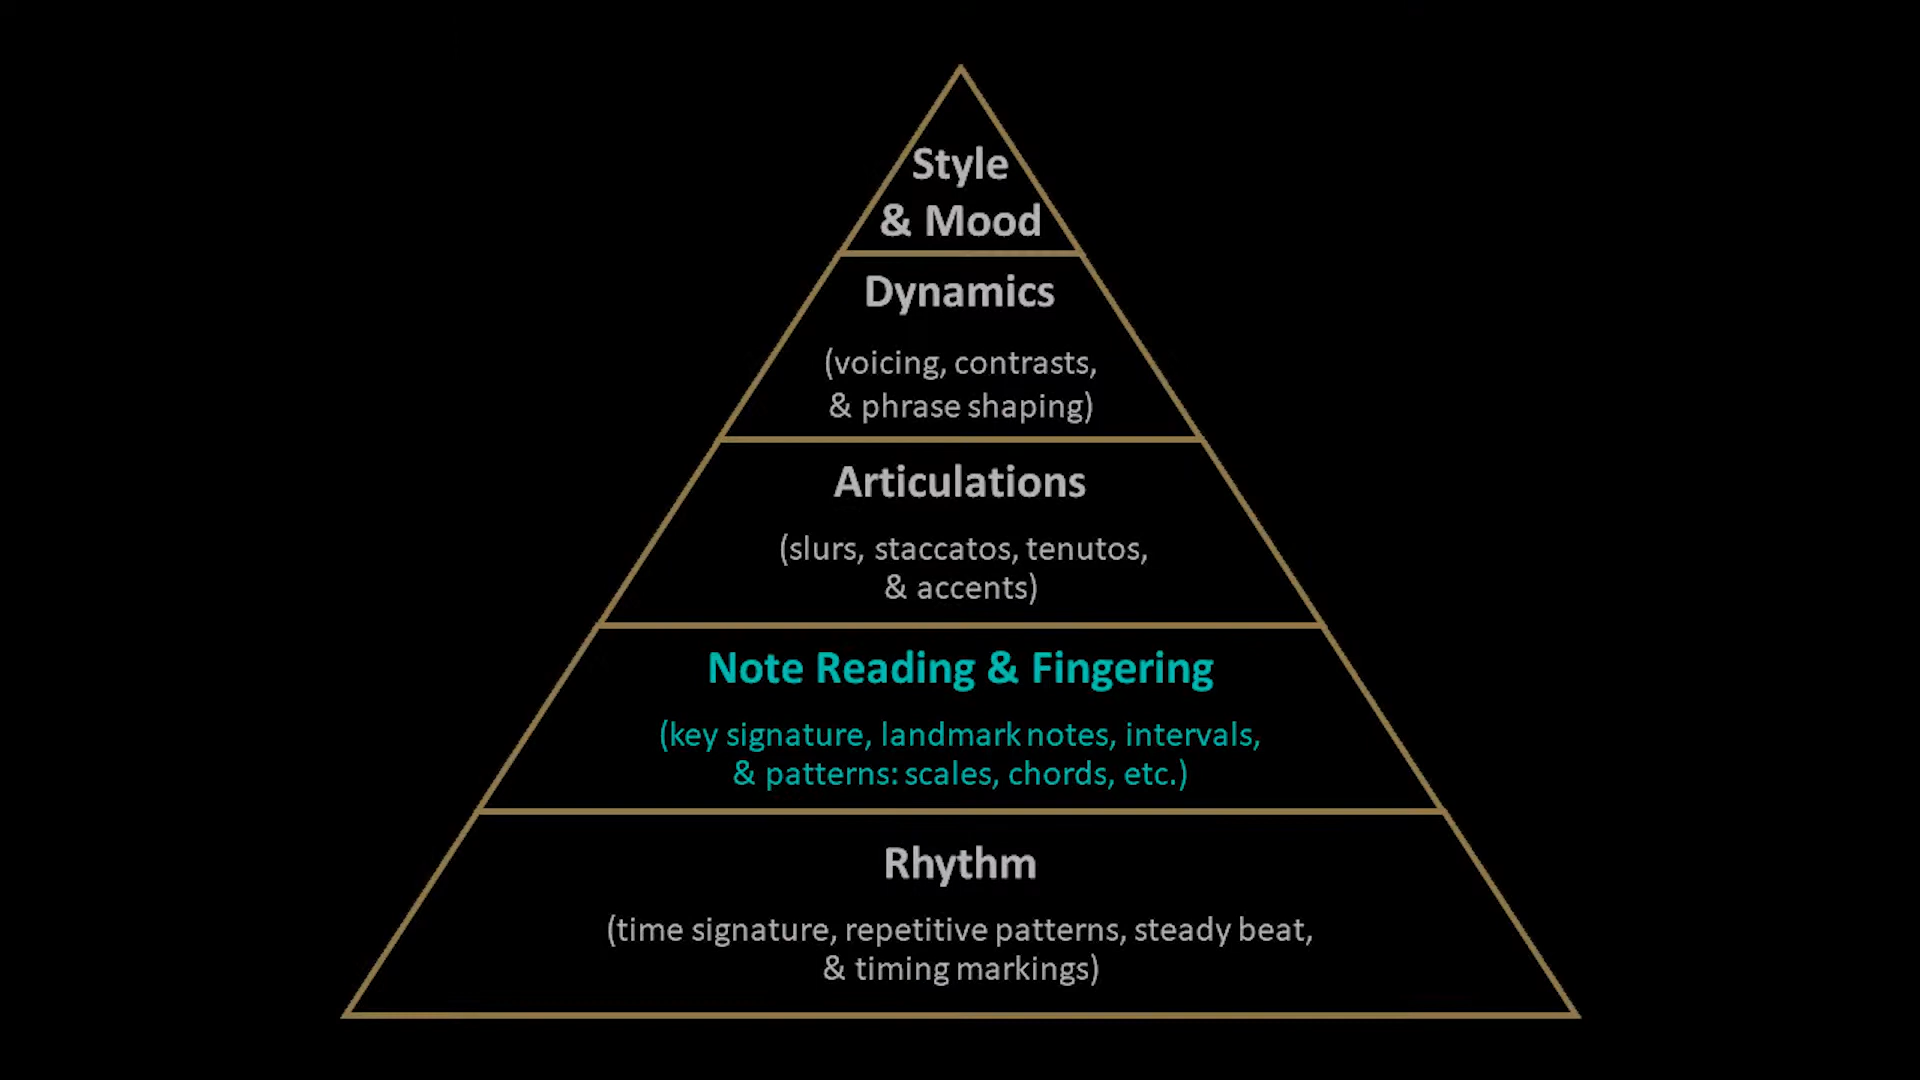 Style
& Mood
Dynamics
(voicing, contrasts,
& phrase shaping)
Articulations
(slurs, staccatos, tenutos,
& accents)
Note Reading & Fingering
(key signature, landmark notes, intervals,
& patterns: scales, chords, etc.)
Rhythm
(time signature, repetitive patterns, steady beat,
& timing markings)